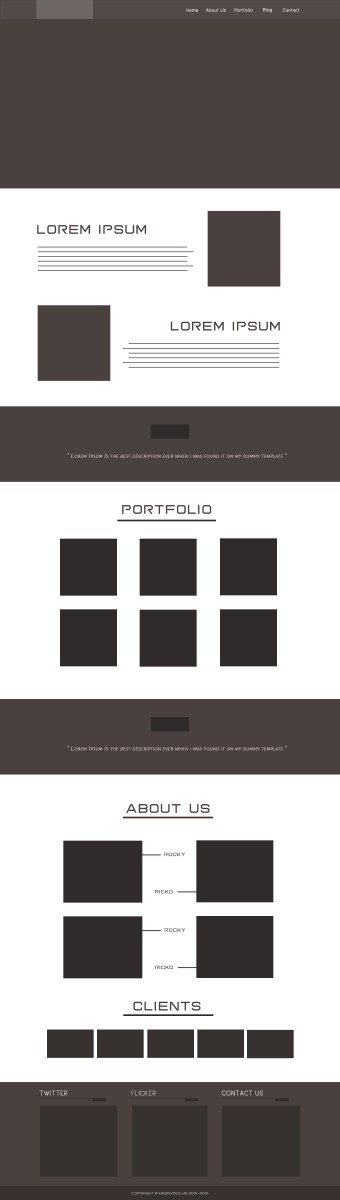 Home About Us Portfolio Blog Contact
LOREM IPSUM
LOREM IPSUM
" Lorem Ipsum Is the best description ever when i was found it on my dummy template "
PORTFOLIO
" Lorem Ipsum Is the best description ever when i was found it on my dummy template "
ABOUT US
ROCKY
RICKO
ROCKY
RICKO
CLIENTS
TWITTER FLICKER CONTACT US